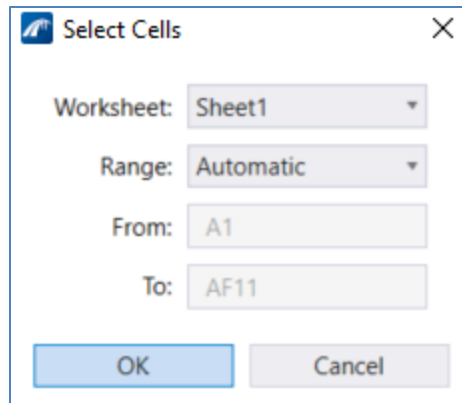 Select Cells
Worksheet: Sheet1
Range: Automatic
From: A1
To: AF11
OK Cancel